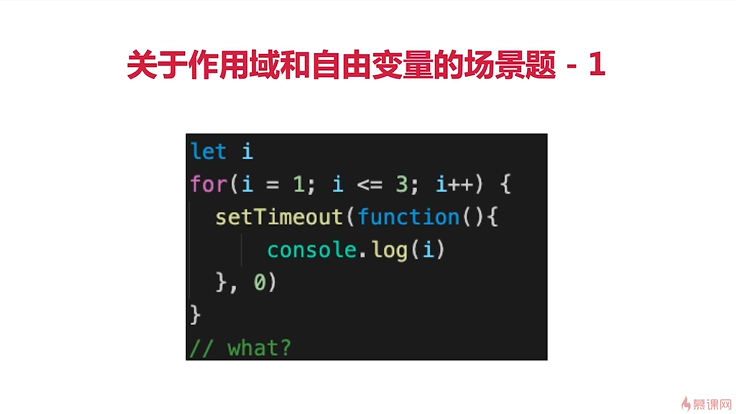 关于作用域和自由变量的场景题 - 1
let i
for(i = 1; i <= 3; i++) {
  setTimeout(function(){
      console.log(i)
  }, 0)
}
// what?
慕课网